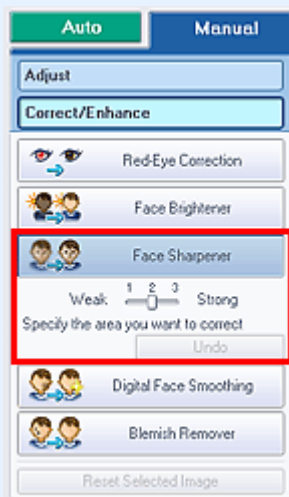 Auto Manual
Adjust
Correct/Enhance
Red-Eye Correction
Face Brightener
Face Sharpener
1 2 3
Weak Strong
Specify the area you want to correct
Undo
Digital Face Smoothing
Blemish Remover
Reset Selected Image